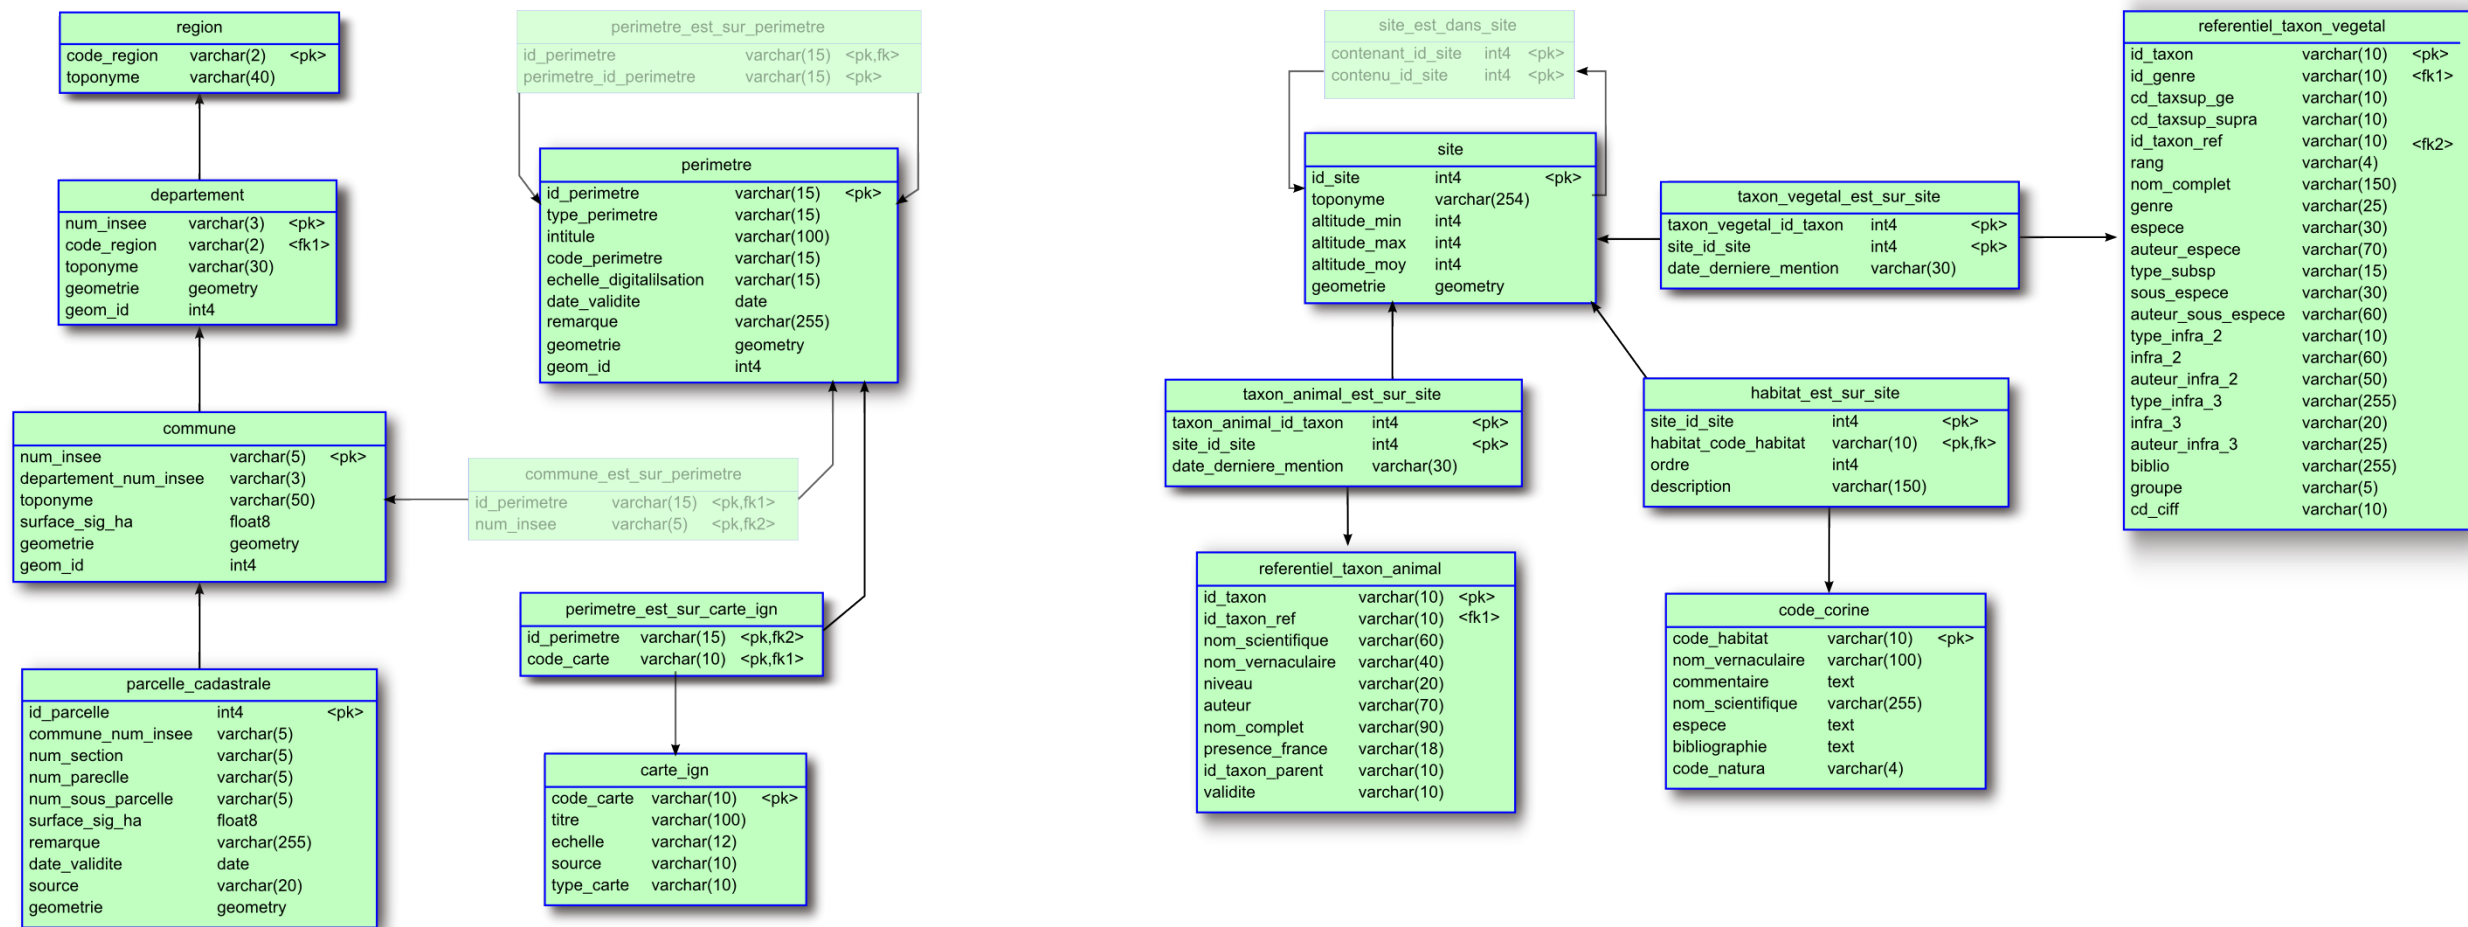 region
code_region varchar(2) <pk>
toponyme varchar(40)
departement
num_insee varchar(3) <pk>
code_region varchar(2) <fk1>
toponyme varchar(30)
geometrie geometry
geom_id int4
commune
num_insee varchar(5) <pk>
departement_num_insee varchar(3)
toponyme varchar(50)
surface_sig_ha float8
geometrie geometry
geom_id int4
parcelle_cadastrale
id_parcelle int4 <pk>
commune_num_insee varchar(5)
num_section varchar(5)
num_pareclle varchar(5)
num_sous_parcelle varchar(5)
surface_sig_ha float8
remarque varchar(255)
date_validite date
source varchar(20)
geometrie geometry
perimetre_est_sur_perimetre
id_perimetre varchar(15) <pk,fk>
perimetre_id_perimetre varchar(15) <pk>
perimetre
id_perimetre varchar(15) <pk>
type_perimetre varchar(15)
intitule varchar(100)
code_perimetre varchar(15)
echelle_digitalilsation varchar(15)
date_validite date
remarque varchar(255)
geometrie geometry
geom_id int4
commune_est_sur_perimetre
id_perimetre varchar(15) <pk,fk1>
num_insee varchar(5) <pk,fk2>
perimetre_est_sur_carte_ign
id_perimetre varchar(15) <pk,fk2>
code_carte varchar(10) <pk,fk1>
carte_ign
code_carte varchar(10) <pk>
titre varchar(100)
echelle varchar(12)
source varchar(10)
type_carte varchar(10)
site_est_dans_site
contenant_id_site int4 <pk>
contenu_id_site int4 <pk>
site
id_site int4 <pk>
toponyme varchar(254)
altitude_min int4
altitude_max int4
altitude_moy int4
geometrie geometry
taxon_vegetal_est_sur_site
taxon_vegetal_id_taxon int4 <pk>
site_id_site int4 <pk>
date_derniere_mention varchar(30)
taxon_animal_est_sur_site
taxon_animal_id_taxon int4 <pk>
site_id_site int4 <pk>
date_derniere_mention varchar(30)
habitat_est_sur_site
site_id_site int4 <pk>
habitat_code_habitat varchar(10) <pk,fk>
ordre int4
description varchar(150)
referentiel_taxon_animal
id_taxon varchar(10) <pk>
id_taxon_ref varchar(10) <fk1>
nom_scientifique varchar(60)
nom_vernaculaire varchar(40)
niveau varchar(20)
auteur varchar(70)
nom_complet varchar(90)
presence_france varchar(18)
id_taxon_parent varchar(10)
validite varchar(10)
code_corine
code_habitat varchar(10) <pk>
nom_vernaculaire varchar(100)
commentaire text
nom_scientifique varchar(255)
espece text
bibliographie text
code_natura varchar(4)
referentiel_taxon_vegetal
id_taxon varchar(10) <pk>
id_genre varchar(10) <fk1>
cd_taxsup_ge varchar(10)
cd_taxsup_supra varchar(10)
id_taxon_ref varchar(10) <fk2>
rang varchar(4)
nom_complet varchar(150)
genre varchar(25)
espece varchar(30)
auteur_espece varchar(70)
type_subsp varchar(15)
sous_espece varchar(30)
auteur_sous_espece varchar(60)
type_infra_2 varchar(10)
infra_2 varchar(60)
auteur_infra_2 varchar(50)
type_infra_3 varchar(255)
infra_3 varchar(20)
auteur_infra_3 varchar(25)
biblio varchar(255)
groupe varchar(5)
cd_ciff varchar(10)